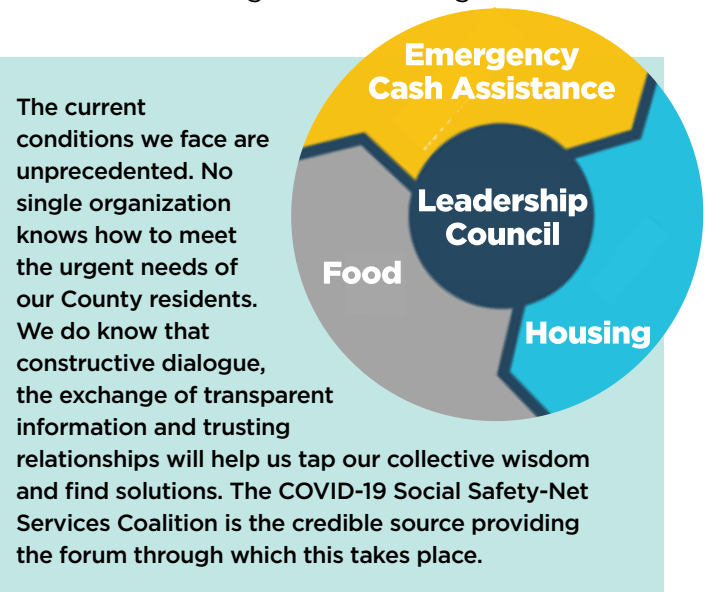 Emergency
Cash Assistance
Leadership
Council
Food
Housing
The current
conditions we face are
unprecedented. No
single organization
knows how to meet
the urgent needs of
our County residents.
We do know that
constructive dialogue,
the exchange of transparent
information and trusting
relationships will help us tap our collective wisdom
and find solutions. The COVID-19 Social Safety-Net
Services Coalition is the credible source providing
the forum through which this takes place.